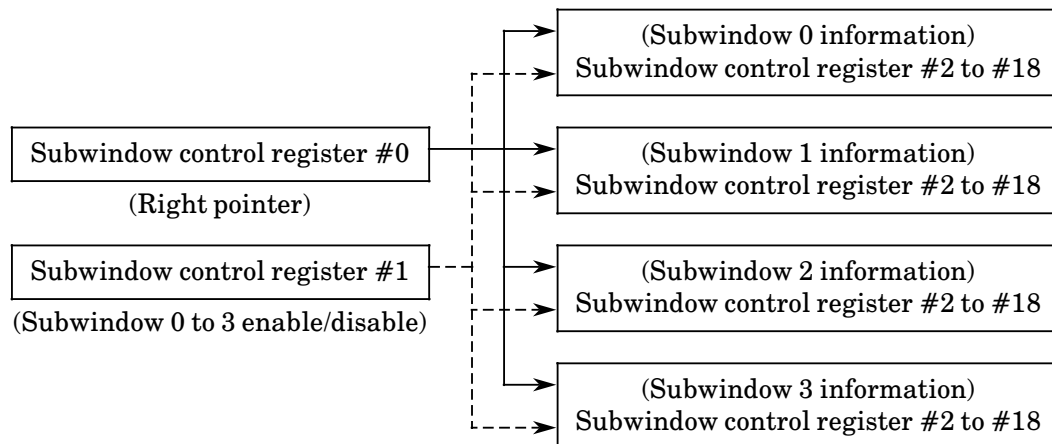 Subwindow control register #0
(Right pointer)
Subwindow control register #1
(Subwindow 0 to 3 enable/disable)
(Subwindow 0 information)
Subwindow control register #2 to #18
(Subwindow 1 information)
Subwindow control register #2 to #18
(Subwindow 2 information)
Subwindow control register #2 to #18
(Subwindow 3 information)
Subwindow control register #2 to #18